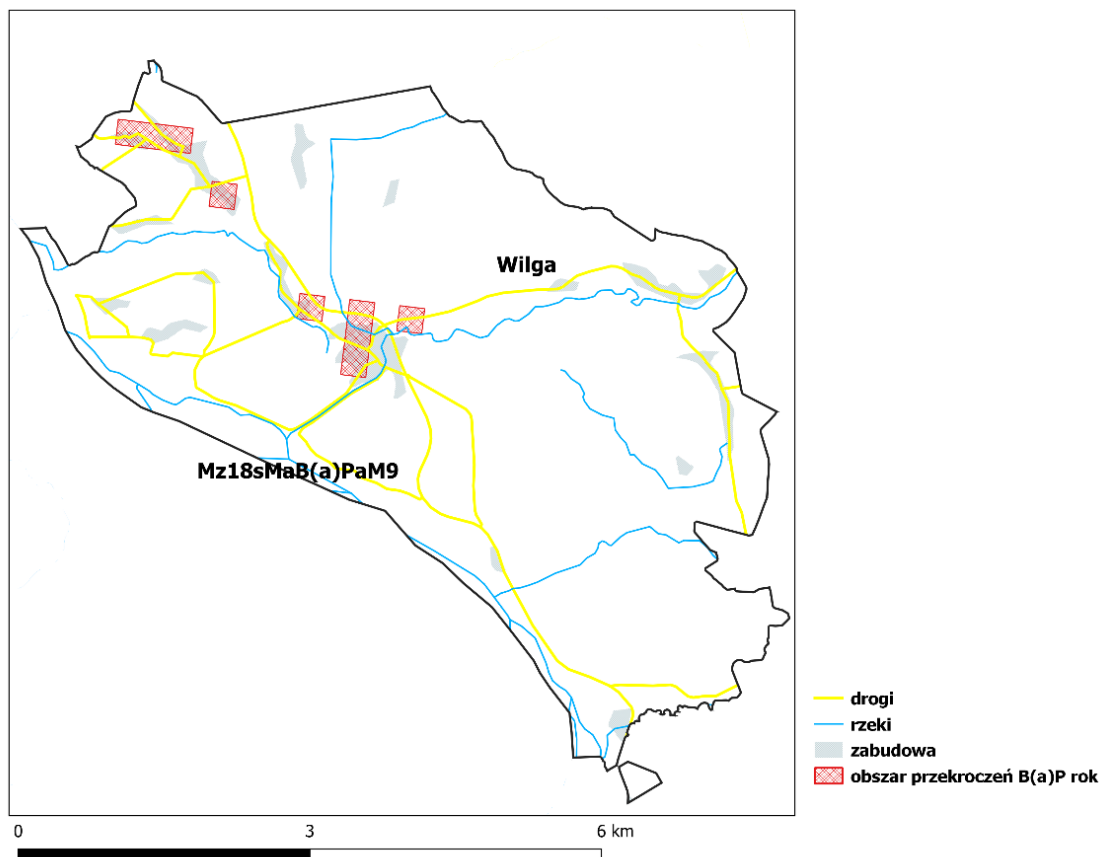 Wilga
Mz18sMaB(a)PaM9
drogi
rzeki
zabudowa
obszar przekroczeń B(a)P rok
0 3 6 km